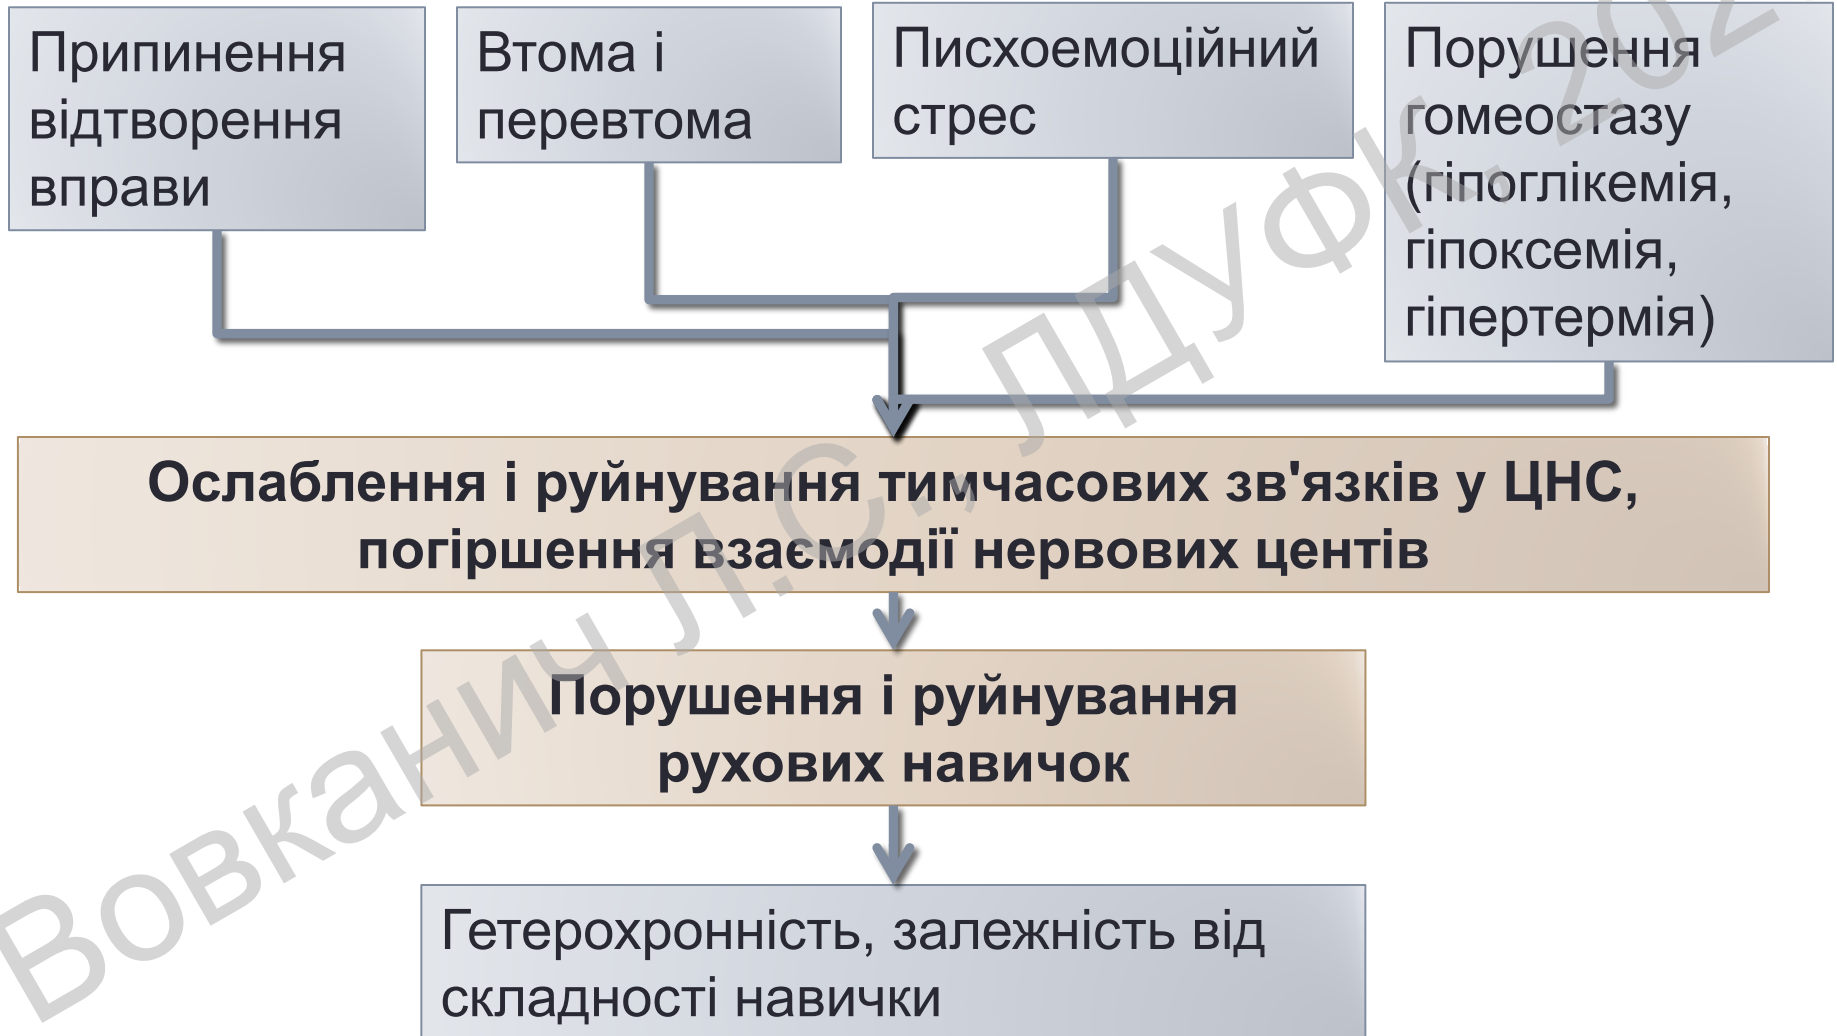 Припинення
відтворення
вправи
Втома і
перевтома
Писхоемоційний
стрес
Порушення
гомеостазу
(гіпоглікемія,
гіпоксемія,
гіпертермія)
Ослаблення і руйнування тимчасових зв'язків у ЦНС,
погіршення взаємодії нервових центів
Порушення і руйнування
рухових навичок
Гетерохронність, залежність від
складності навички
Вовканич Л.С., ЛДУФК, 202